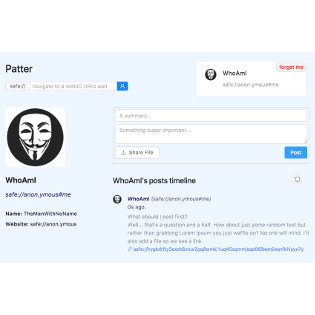 Patter
forget me
WhoAmI
safe://anon.ymous#me
safe:// navigate to a WebID URI's wall
A summary...
Something super important...
Share File
Post
WhoAmI
safe://anon.ymous#me
Name: TheManWithNoName
Website: safe://anon.ymous
WhoAmI's posts timeline
WhoAmI (safe://anon.ymous#me)
Ok ago.
What should I post first?
Well... that's a question and a half. How about just some random text but
rather than grabbing Lorem Ipsum you just waffle on? No one will mind. I'll
also add a file so we see a link.